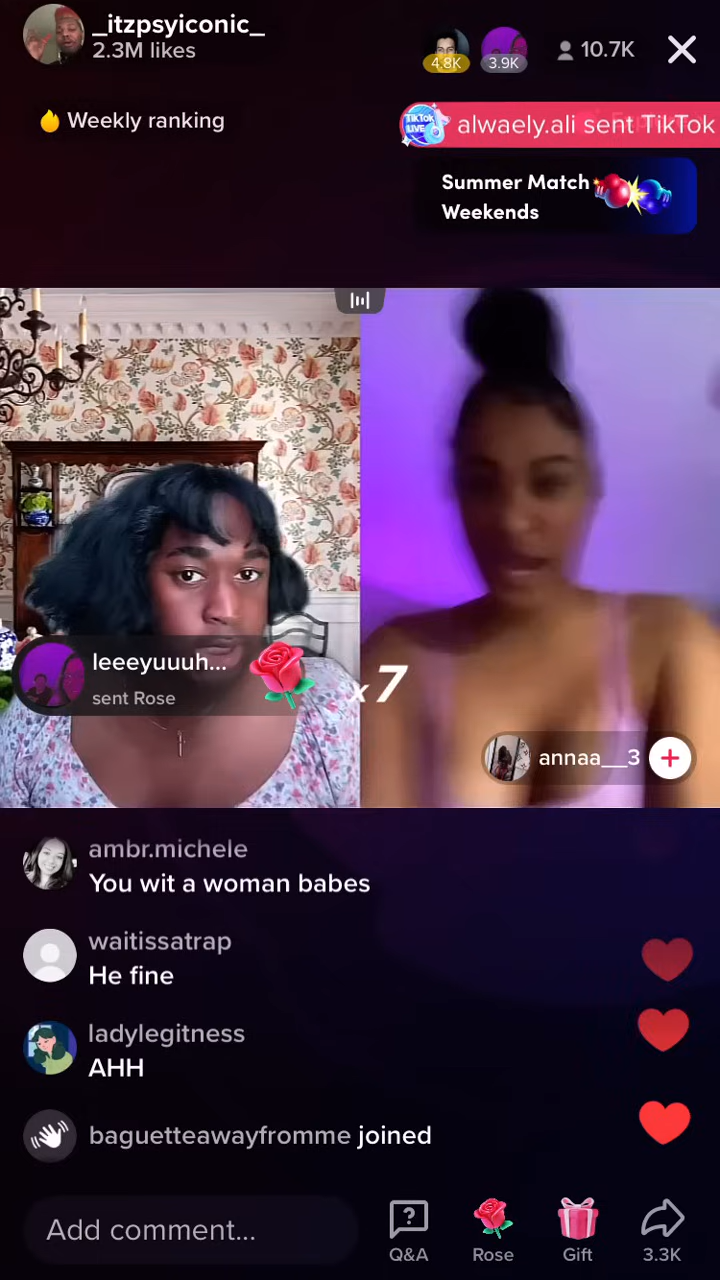 _itzpsyiconic_
2.3M likes
4.8K
3.9K
10.7K
Weekly ranking
TikTok LIVE
alwaely.ali sent TikTok
Summer Match
Weekends
leeeyuuuh...
sent Rose
x 7
annaa__3
ambr.michele
You wit a woman babes
waitissatrap
He fine
ladylegitness
AHH
baguetteawayfromme joined
Add comment...
Q&A
Rose
Gift
3.3K